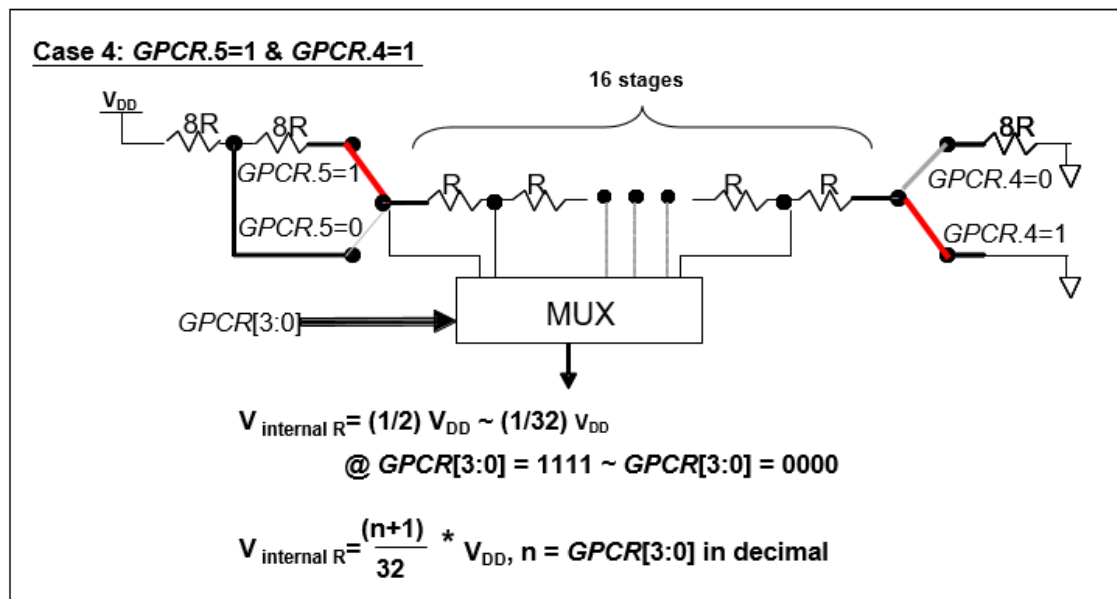 Case 4: GPCR.5=1 & GPCR.4=1
16 stages
VDD
8R
8R
8R
GPCR.5=1
GPCR.4=0
R
R
R
R
GPCR.5=0
GPCR.4=1
MUX
GPCR[3:0]
V internal R= (1/2) VDD ~ (1/32) VDD
@ GPCR[3:0] = 1111 ~ GPCR[3:0] = 0000
V internal R= (n+1)/32 * VDD, n = GPCR[3:0] in decimal